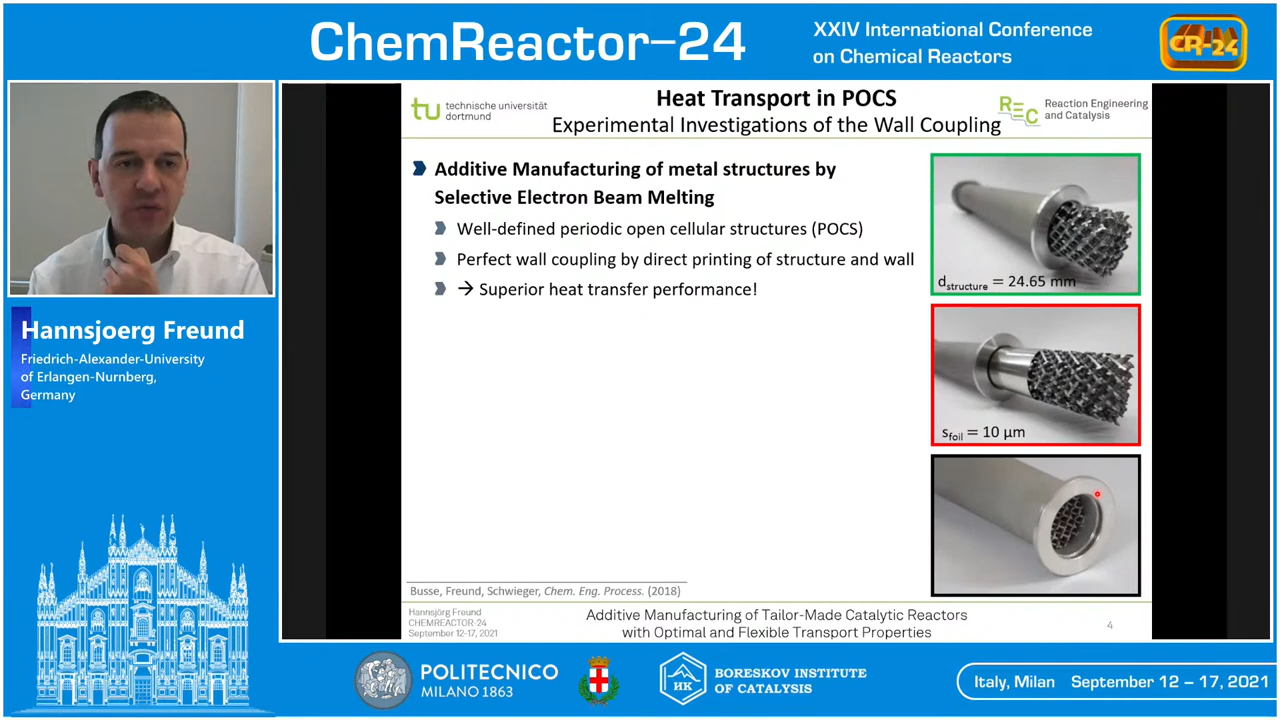 ChemReactor-24
XXIV International Conference
on Chemical Reactors
CR-24
Hannsjoerg Freund
Friedrich-Alexander-University
of Erlangen-Nurnberg,
Germany
tu technische universität
dortmund
Heat Transport in POCS
Experimental Investigations of the Wall Coupling
REC Reaction Engineering
and Catalysis
Additive Manufacturing of metal structures by
Selective Electron Beam Melting
Well-defined periodic open cellular structures (POCS)
Perfect wall coupling by direct printing of structure and wall
→ Superior heat transfer performance!
dstructure = 24.65 mm
sfoil = 10 µm
Busse, Freund, Schwieger, Chem. Eng. Process. (2018)
Hannsjörg Freund
CHEMREACTOR-24
September 12-17, 2021
Additive Manufacturing of Tailor-Made Catalytic Reactors
with Optimal and Flexible Transport Properties
4
POLITECNICO
MILANO 1863
НК
BORESKOV INSTITUTE
OF CATALYSIS
Italy, Milan September 12 – 17, 2021